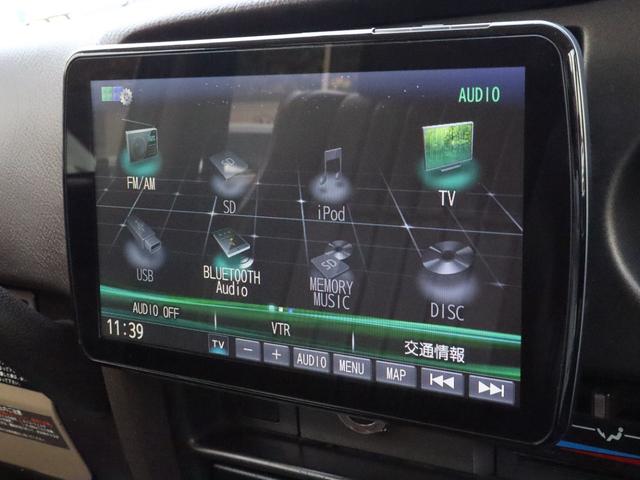 AUDIO
FM/AM
SD
iPod
TV
USB
BLUETOOTH
Audio
SD
MEMORY
MUSIC
DISC
AUDIO OFF
VTR
交通情報
11:39
TV
AUDIO
MENU
MAP